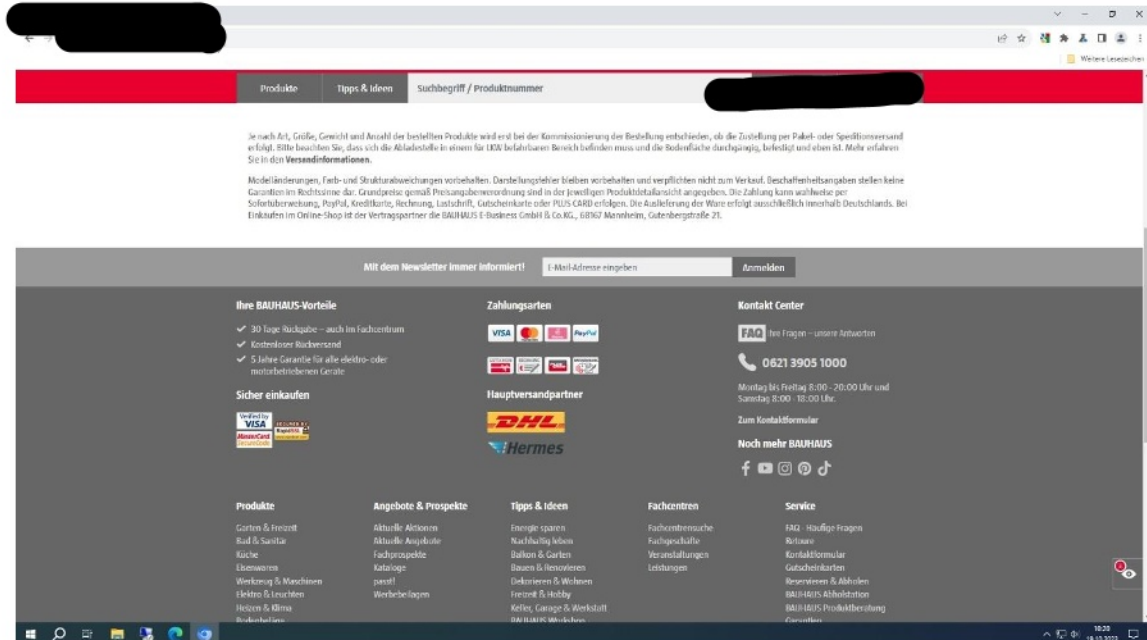 Weitere Lesezeichen
Produkte
Tipps & Ideen
Suchbegriff / Produktnummer
Je nach Art, Größe, Gewicht und Anzahl der bestellten Produkte wird erst bei der Kommissionierung der Bestellung entschieden, ob die Zustellung per Paket- oder Speditionsversand
erfolgt. Bitte beachten Sie, dass sich die Abladestelle in einem für LKW befahrbaren Bereich befinden muss und die Bodenfläche durchgängig, befestigt und eben ist. Mehr erfahren
Sie in den Versandinformationen.
Modelländerungen, Farb- und Strukturabweichungen vorbehalten. Darstellungsfehler bleiben vorbehalten und verpflichten nicht zum Verkauf. Beschaffenheitsangaben stellen keine
Garantien im Rechtssinne dar. Grundpreise gemäß Preisangabenverordnung sind in der jeweiligen Produktdetailansicht angegeben. Die Zahlung kann wahlweise per
Sofortüberweisung, PayPal, Kreditkarte, Rechnung, Lastschrift, Gutscheinkarte oder PLUS CARD erfolgen. Die Auslieferung der Ware erfolgt ausschließlich innerhalb Deutschlands. Bei
Einkäufen im Online-Shop ist der Vertragspartner die BAUHAUS E-Business GmbH & Co.KG., 68167 Mannheim, Gutenbergstraße 21.
Mit dem Newsletter immer informiert!
E-Mail-Adresse eingeben
Anmelden
Ihre BAUHAUS-Vorteile
30 Tage Rückgabe – auch im Fachcentrum
Kostenloser Rückversand
5 Jahre Garantie für alle elektro- oder
motorbetriebenen Geräte
Sicher einkaufen
Verified by
VISA
MasterCard
SecureCode
Zahlungsarten
VISA
PayPal
Hauptversandpartner
DHL
Hermes
Kontakt Center
FAQ Ihre Fragen – unsere Antworten
0621 3905 1000
Montag bis Freitag 8:00 - 20:00 Uhr und
Samstag 8:00 - 18:00 Uhr.
Zum Kontaktformular
Noch mehr BAUHAUS
Produkte
Garten & Freizeit
Bad & Sanitär
Küche
Eisenwaren
Werkzeug & Maschinen
Elektro & Leuchten
Heizen & Klima
Bodenbeläge
Angebote & Prospekte
Aktuelle Aktionen
Aktuelle Angebote
Fachprospekte
Kataloge
passt!
Werbebeilagen
Tipps & Ideen
Energie sparen
Nachhaltig leben
Balkon & Garten
Bauen & Renovieren
Dekorieren & Wohnen
Freizeit & Hobby
Keller, Garage & Werkstatt
BAUHAUS Workshop
Fachcentren
Fachcentrensuche
Fachgeschäfte
Veranstaltungen
Leistungen
Service
FAQ - Häufige Fragen
Retoure
Kontaktformular
Gutscheinkarten
Reservieren & Abholen
BAUHAUS Abholstation
BAUHAUS Produktberatung
Garantien
10:20